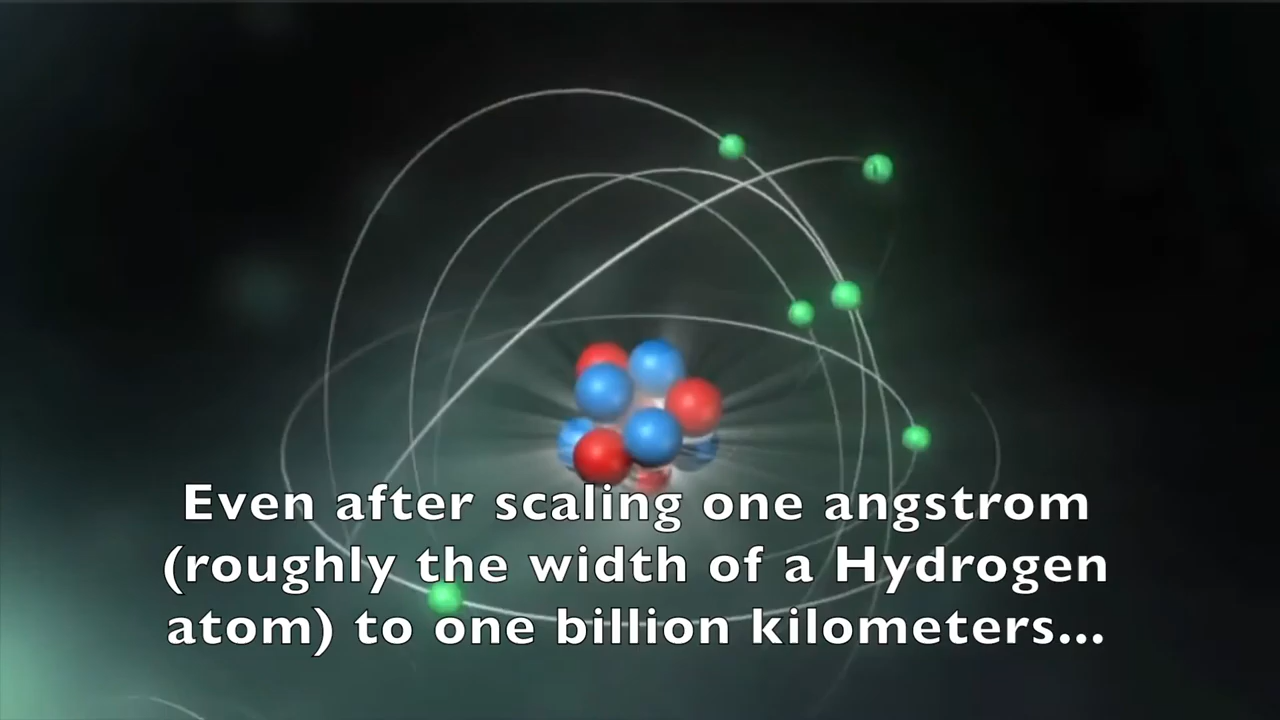 Even after scaling one angstrom
(roughly the width of a Hydrogen
atom) to one billion kilometers...